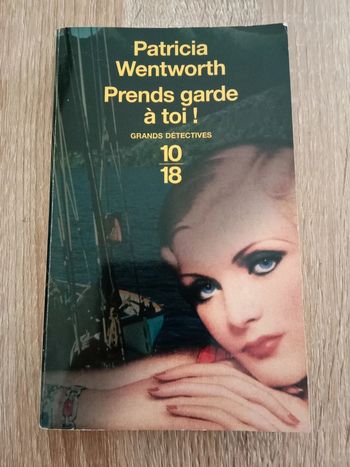 Patricia
Wentworth
Prends garde
à toi !
GRANDS DÉTECTIVES
10
18